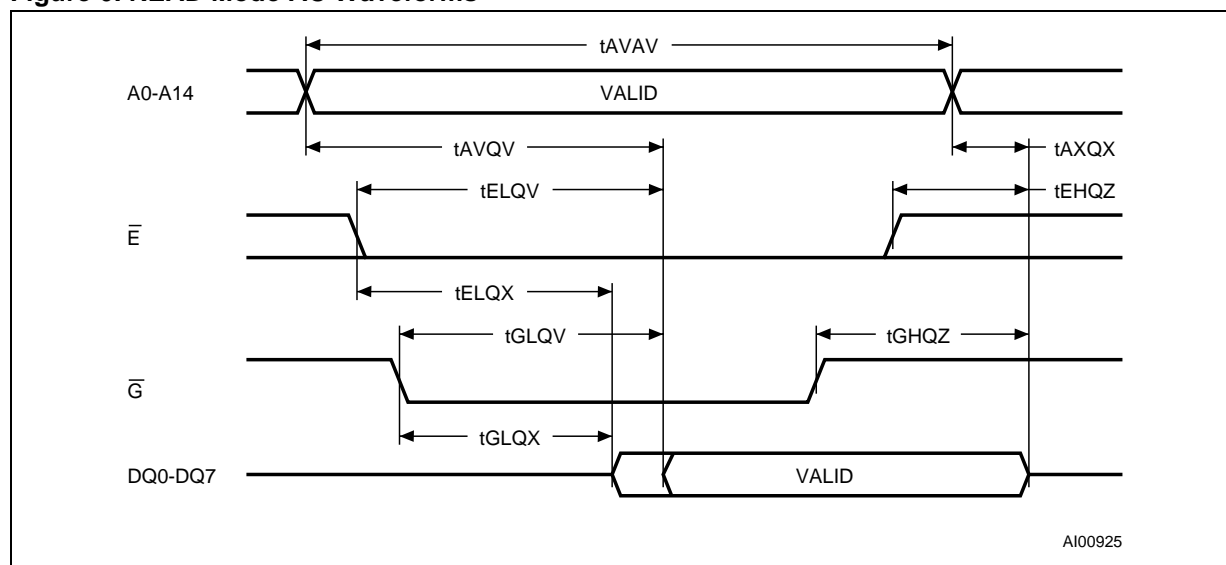 Figure READ Mode AC Waveforms
tAVAV
A0-A14
VALID
tAVQV
tAXQX
tELQV
tEHQZ
E̅
tELQX
tGLQV
tGHQZ
G̅
tGLQX
DQ0-DQ7
VALID
AI00925